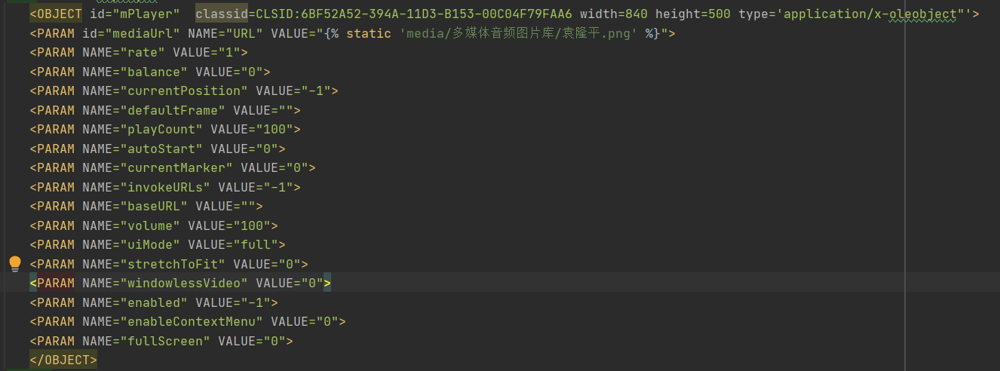 <OBJECT id="mPlayer"  classid=CLSID:6BF52A52-394A-11D3-B153-00C04F79FAA6 width=840 height=500 type='application/x-oleobject"'>
<PARAM id="mediaUrl" NAME="URL" VALUE="{% static 'media/多媒体音频图片库/袁隆平.png' %}">
<PARAM NAME="rate" VALUE="1">
<PARAM NAME="balance" VALUE="0">
<PARAM NAME="currentPosition" VALUE="-1">
<PARAM NAME="defaultFrame" VALUE="">
<PARAM NAME="playCount" VALUE="100">
<PARAM NAME="autoStart" VALUE="0">
<PARAM NAME="currentMarker" VALUE="0">
<PARAM NAME="invokeURLs" VALUE="-1">
<PARAM NAME="baseURL" VALUE="">
<PARAM NAME="volume" VALUE="100">
<PARAM NAME="uiMode" VALUE="full">
<PARAM NAME="stretchToFit" VALUE="0">
<PARAM NAME="windowlessVideo" VALUE="0">
<PARAM NAME="enabled" VALUE="-1">
<PARAM NAME="enableContextMenu" VALUE="0">
<PARAM NAME="fullScreen" VALUE="0">
</OBJECT>